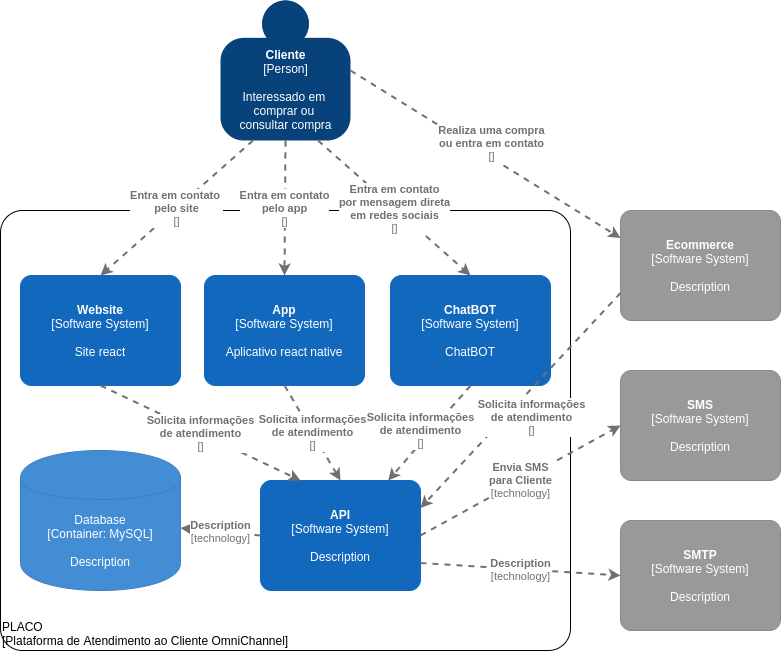 Cliente
[Person]
Interessado em
comprar ou
consultar compra
Realiza uma compra
ou entra em contato
[]
Entra em contato
pelo site
[]
Entra em contato
pelo app
[]
Entra em contato
por mensagem direta
em redes sociais
[]
Ecommerce
[Software System]
Description
Website
[Software System]
Site react
App
[Software System]
Aplicativo react native
ChatBOT
[Software System]
ChatBOT
Solicita informações
de atendimento
[]
Solicita informações
de atendimento
[]
Solicita informações
de atendimento
[]
Solicita informações
de atendimento
[]
SMS
[Software System]
Description
Envia SMS
para Cliente
[technology]
Database
[Container: MySQL]
Description
Description
[technology]
API
[Software System]
Description
Description
[technology]
SMTP
[Software System]
Description
PLACO
[Plataforma de Atendimento ao Cliente OmniChannel]